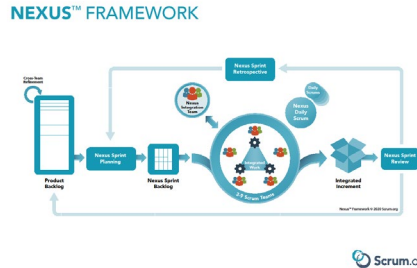 NEXUS™ FRAMEWORK
Cross-Team
Refinement
Nexus Sprint
Retrospective
Daily
Scrum
Nexus
Integration
Team
Nexus
Daily
Scrum
Nexus Sprint
Planning
Integrated
Work
Nexus Sprint
Review
Product
Backlog
Nexus Sprint
Backlog
3-9 Scrum Teams
Integrated
Increment
Nexus™ Framework © 2020 Scrum.org
Scrum.o